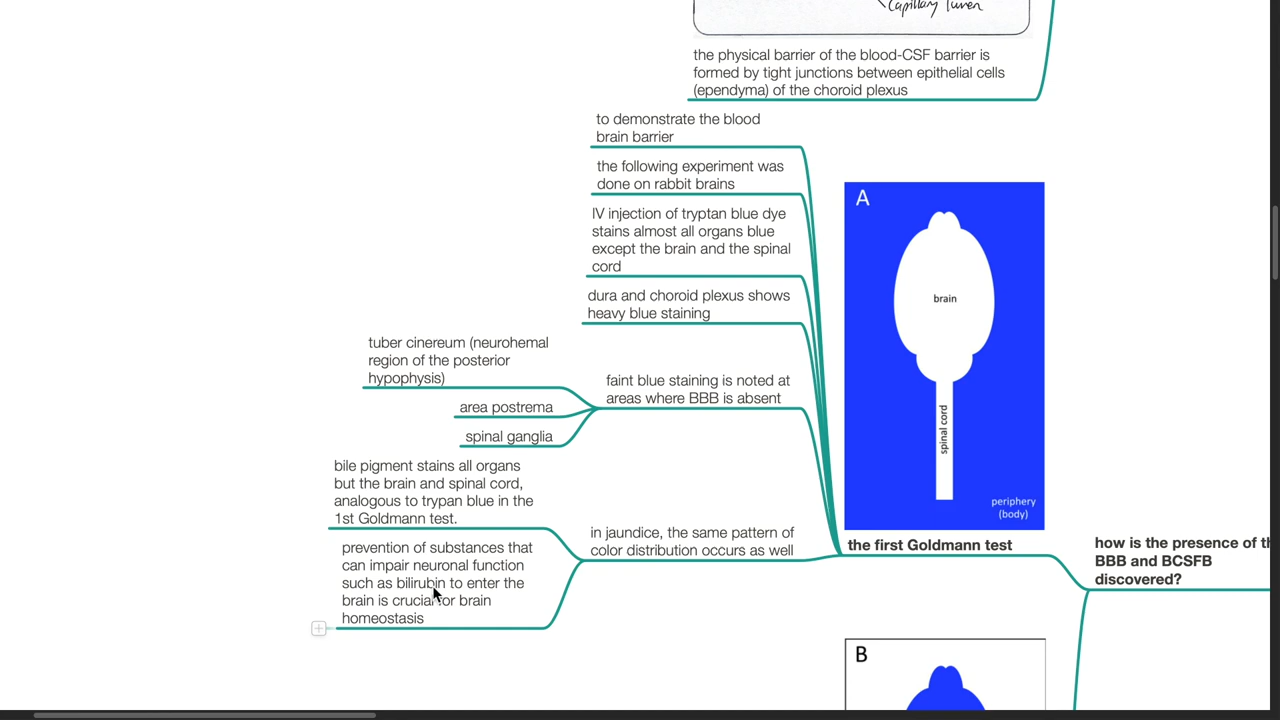 Capillary Lumen
the physical barrier of the blood-CSF barrier is
formed by tight junctions between epithelial cells
(ependyma) of the choroid plexus
to demonstrate the blood
brain barrier
the following experiment was
done on rabbit brains
IV injection of tryptan blue dye
stains almost all organs blue
except the brain and the spinal
cord
dura and choroid plexus shows
heavy blue staining
tuber cinereum (neurohemal
region of the posterior
hypophysis)
area postrema
spinal ganglia
faint blue staining is noted at
areas where BBB is absent
bile pigment stains all organs
but the brain and spinal cord,
analogous to trypan blue in the
1st Goldmann test.
prevention of substances that
can impair neuronal function
such as bilirubin to enter the
brain is crucial for brain
homeostasis
in jaundice, the same pattern of
color distribution occurs as well
A
brain
spinal cord
periphery
(body)
the first Goldmann test
how is the presence of
BBB and BCSFB
discovered?
B